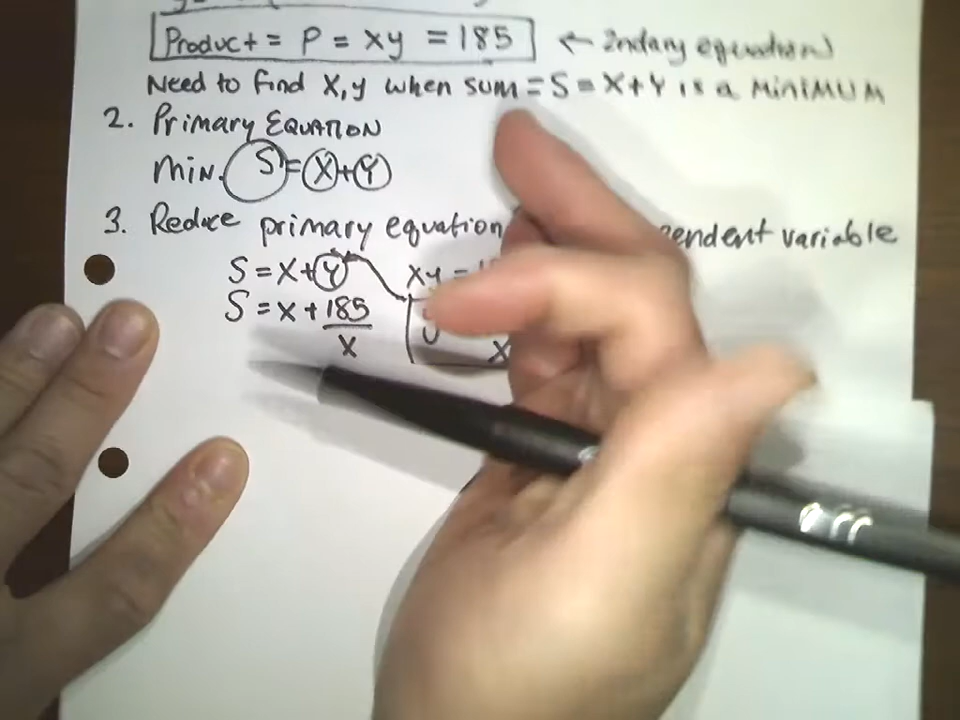 Product = P = xy = 185 ← 2ndary equation
Need to find x, y when sum = S = x + y is a MINIMUM
2. Primary EQUATION
Min. S = x + y
3. Reduce primary equation variable
S = x + y xy =
S = x + 185/x